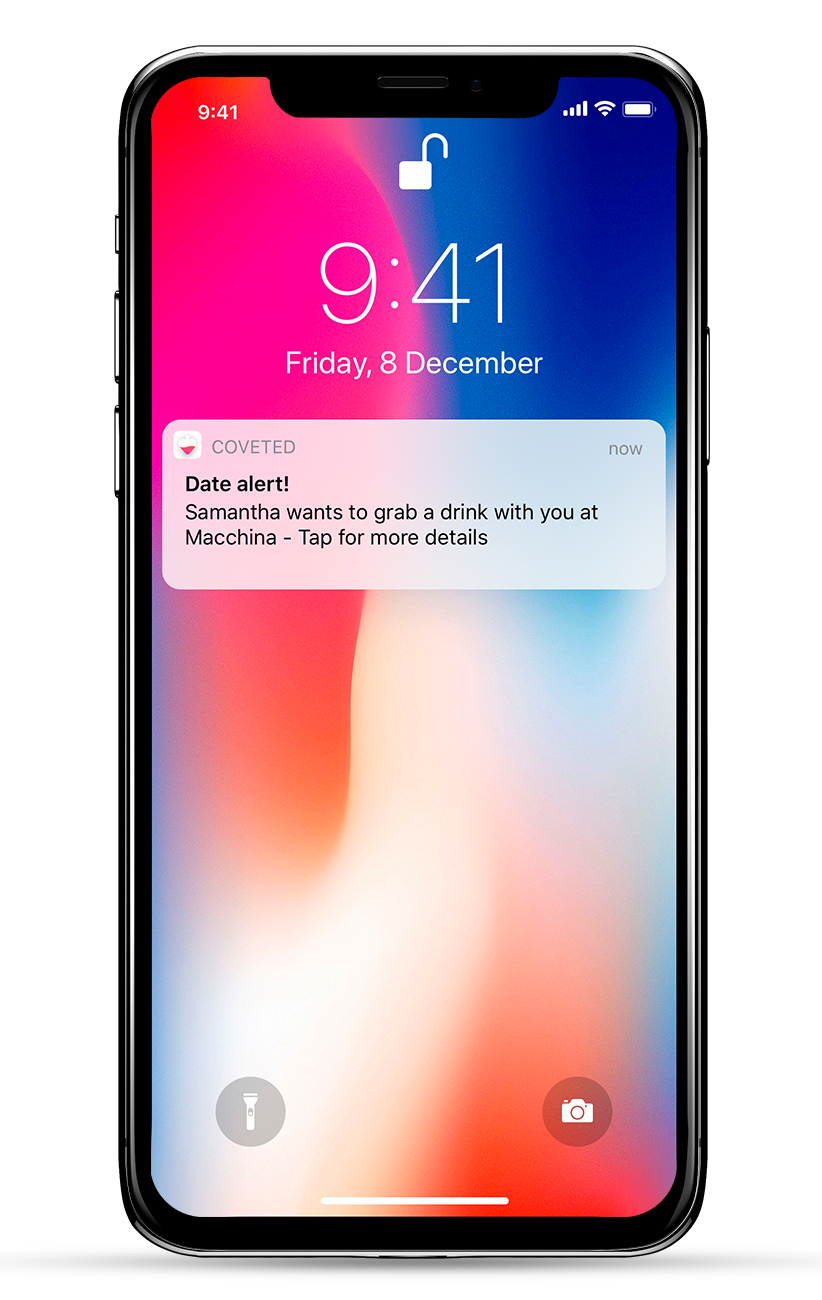 9:41
9:41
Friday, 8 December
COVETED now
Date alert!
Samantha wants to grab a drink with you at
Macchina - Tap for more details